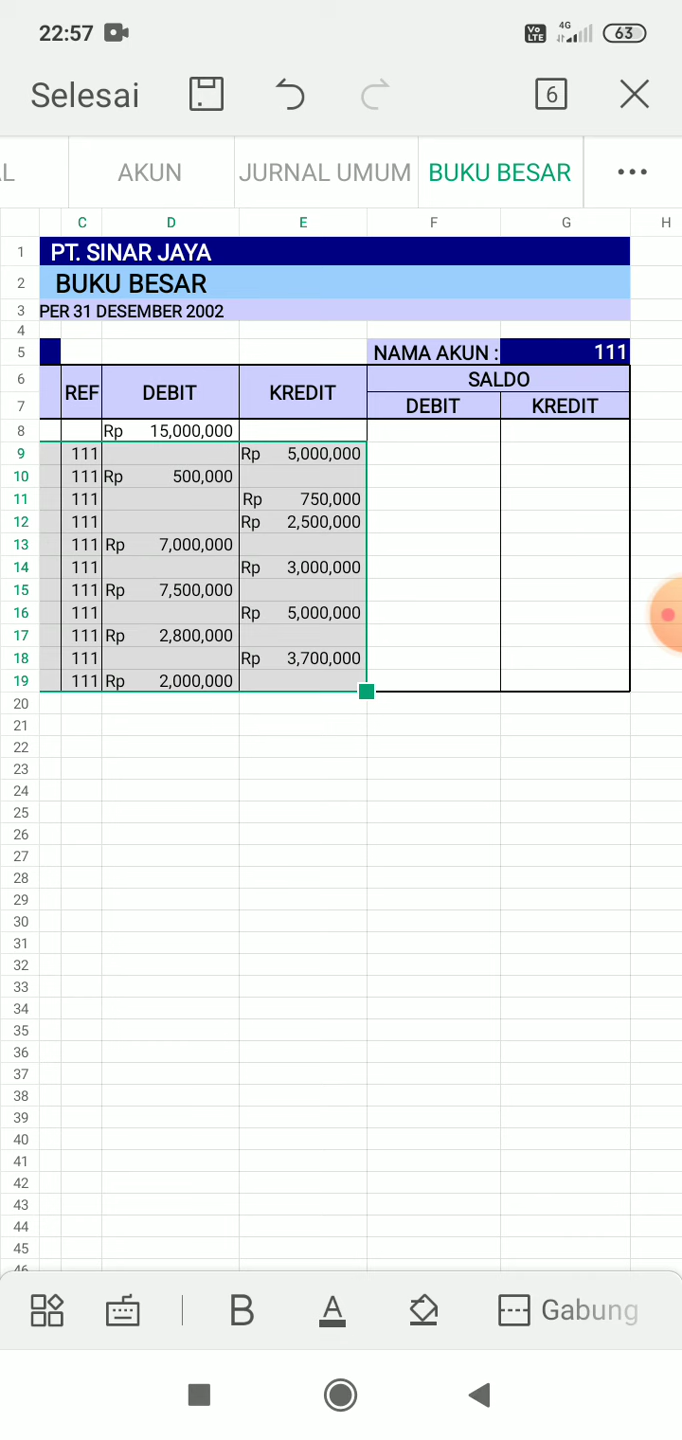 22:57 Vo LTE 4G 63
Selesai 6
AL AKUN JURNAL UMUM BUKU BESAR ...
C D E F G H
1 PT. SINAR JAYA
2 BUKU BESAR
3 PER 31 DESEMBER 2002
4
5 NAMA AKUN : 111
6 REF DEBIT KREDIT SALDO
7 DEBIT KREDIT
8 Rp 15,000,000
9 111 Rp 5,000,000
10 111 Rp 500,000
11 111 Rp 750,000
12 111 Rp 2,500,000
13 111 Rp 7,000,000
14 111 Rp 3,000,000
15 111 Rp 7,500,000
16 111 Rp 5,000,000
17 111 Rp 2,800,000
18 111 Rp 3,700,000
19 111 Rp 2,000,000
20
21
22
23
24
25
26
27
28
29
30
31
32
33
34
35
36
37
38
39
40
41
42
43
44
45
46
B A Gabung